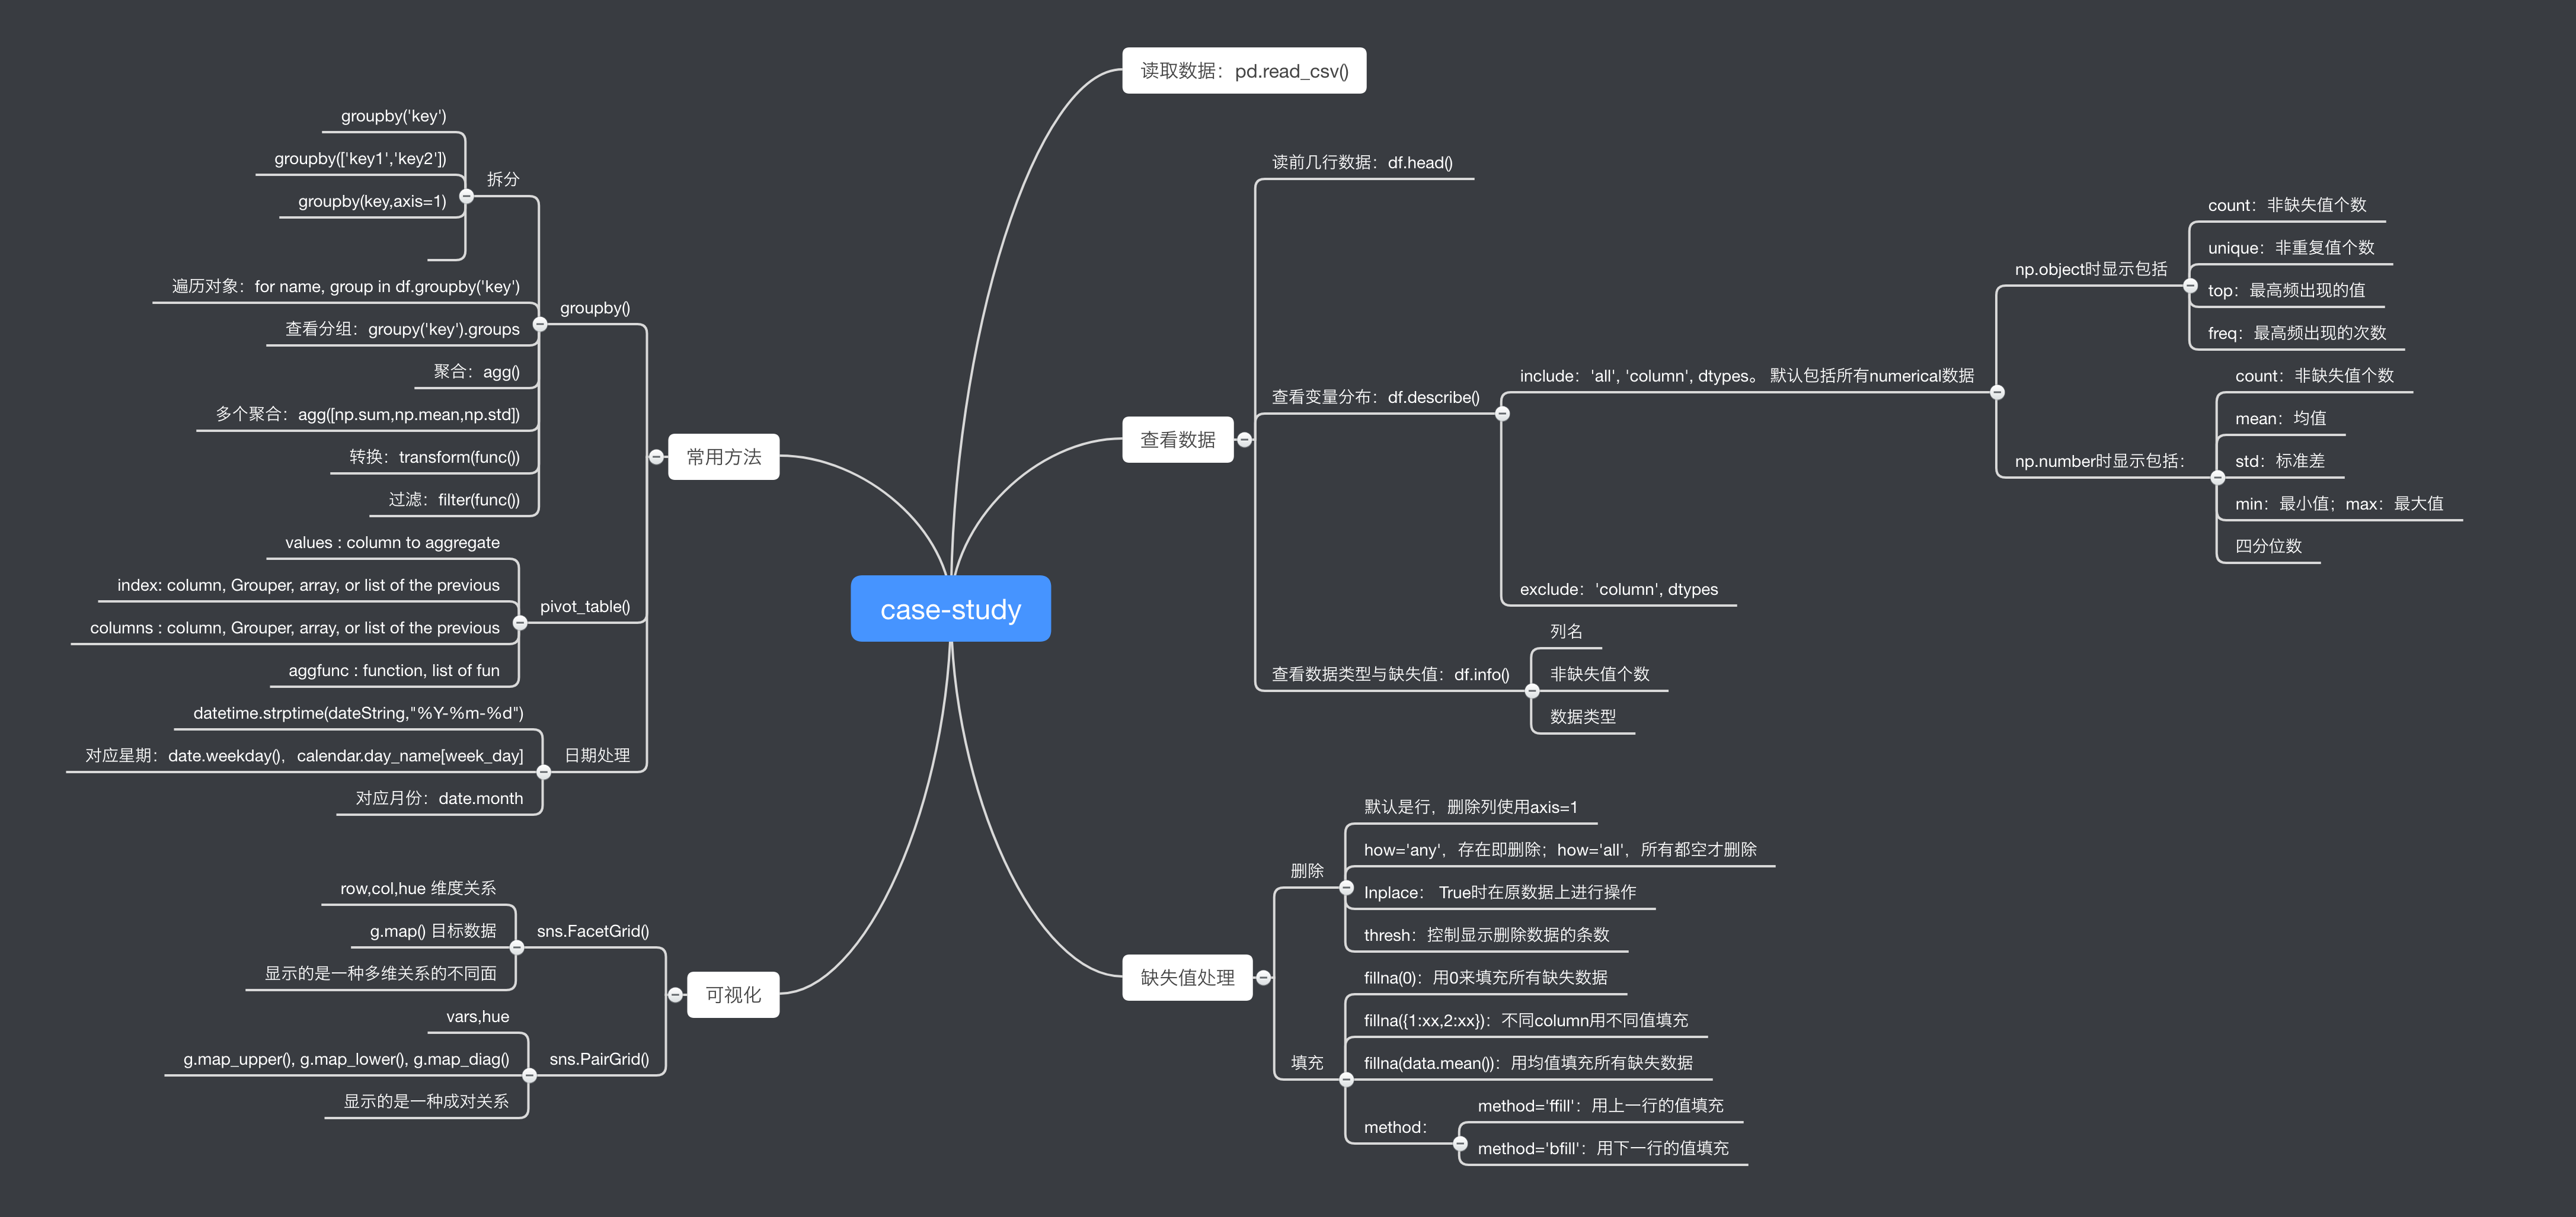 case-study
读取数据：pd.read_csv()
查看数据
读前几行数据：df.head()
查看变量分布：df.describe()
include：'all', 'column', dtypes。 默认包括所有numerical数据
np.object时显示包括
count：非缺失值个数
unique：非重复值个数
top：最高频出现的值
freq：最高频出现的次数
np.number时显示包括：
count：非缺失值个数
mean：均值
std：标准差
min：最小值；max：最大值
四分位数
exclude：'column', dtypes
查看数据类型与缺失值：df.info()
列名
非缺失值个数
数据类型
缺失值处理
删除
默认是行，删除列使用axis=1
how='any'，存在即删除；how='all'，所有都空才删除
Inplace： True时在原数据上进行操作
thresh：控制显示删除数据的条数
填充
fillna(0)：用0来填充所有缺失数据
fillna({1:xx,2:xx})：不同column用不同值填充
fillna(data.mean())：用均值填充所有缺失数据
method：
method='ffill'：用上一行的值填充
method='bfill'：用下一行的值填充
常用方法
groupby()
拆分
groupby('key')
groupby(['key1','key2'])
groupby(key,axis=1)
遍历对象：for name, group in df.groupby('key')
查看分组：groupy('key').groups
聚合：agg()
多个聚合：agg([np.sum,np.mean,np.std])
转换：transform(func())
过滤：filter(func())
pivot_table()
values : column to aggregate
index: column, Grouper, array, or list of the previous
columns : column, Grouper, array, or list of the previous
aggfunc : function, list of fun
日期处理
datetime.strptime(dateString,"%Y-%m-%d")
对应星期：date.weekday()，calendar.day_name[week_day]
对应月份：date.month
可视化
sns.FacetGrid()
row,col,hue 维度关系
g.map() 目标数据
显示的是一种多维关系的不同面
sns.PairGrid()
vars,hue
g.map_upper(), g.map_lower(), g.map_diag()
显示的是一种成对关系